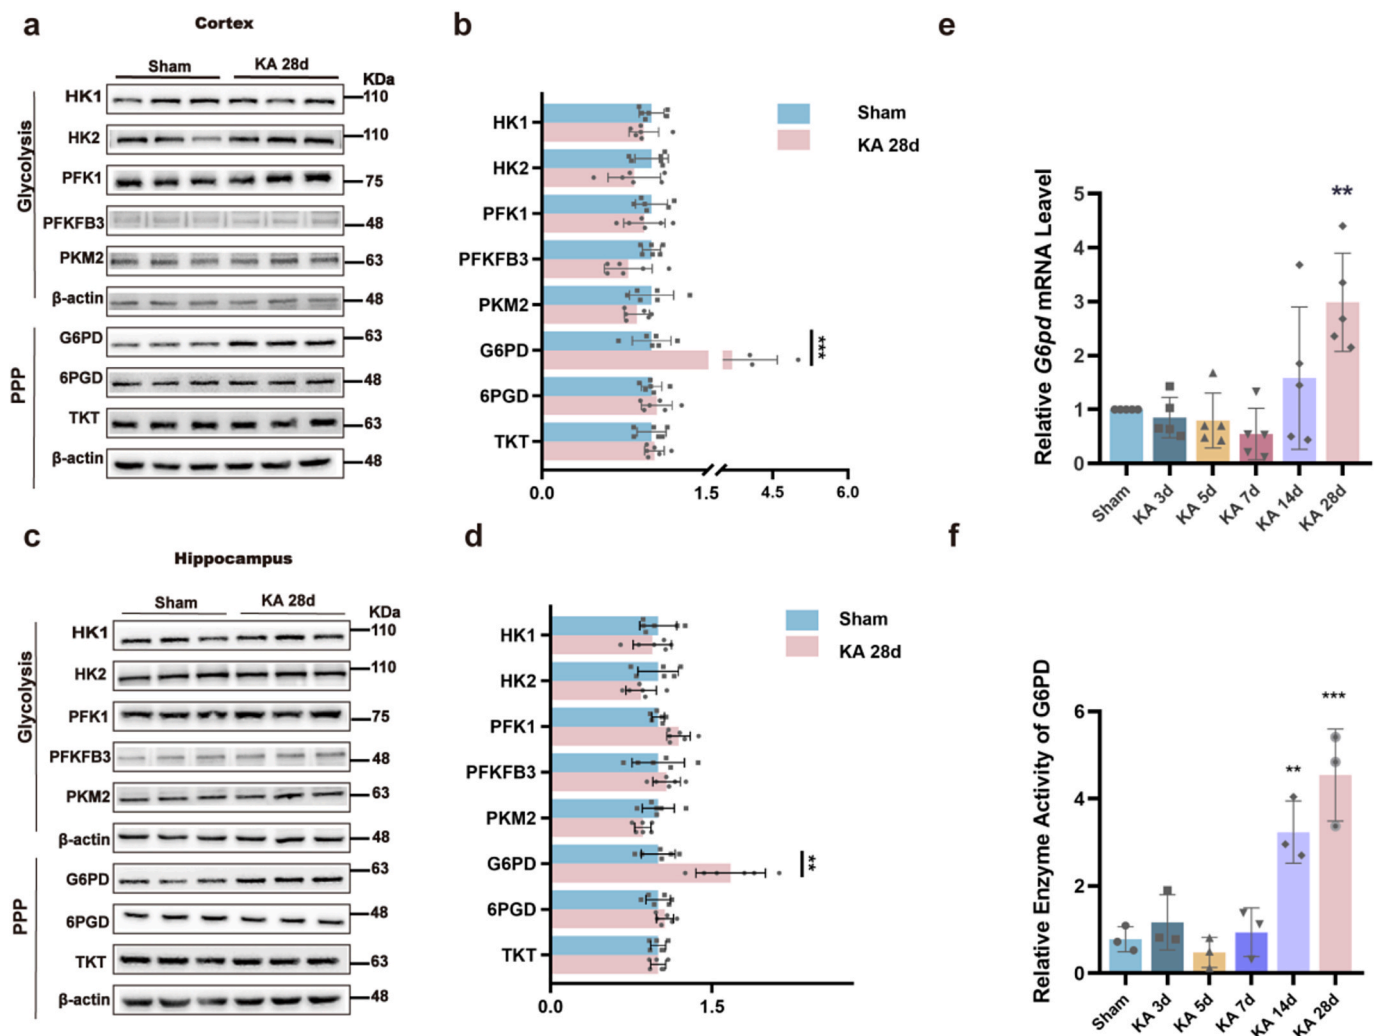 a
Cortex
Sham KA 28d
KDa
Glycolysis
HK1 110
HK2 110
PFK1 75
PFKFB3 48
PKM2 63
β-actin 48
PPP
G6PD 63
6PGD 48
TKT 63
β-actin 48
b
Sham
KA 28d
HK1
HK2
PFK1
PFKFB3
PKM2
G6PD
***
6PGD
TKT
0.0 1.5 4.5 6.0
e
Relative G6pd mRNA Leavel
5
4
3
2
1
0
**
Sham KA 3d KA 5d KA 7d KA 14d KA 28d
c
Hippocampus
Sham KA 28d
KDa
Glycolysis
HK1 110
HK2 110
PFK1 75
PFKFB3 48
PKM2 63
β-actin 48
PPP
G6PD 63
6PGD 48
TKT 63
β-actin 48
d
Sham
KA 28d
HK1
HK2
PFK1
PFKFB3
PKM2
G6PD
**
6PGD
TKT
0.0 1.5
f
Relative Enzyme Activity of G6PD
6
4
2
0
** ***
Sham KA 3d KA 5d KA 7d KA 14d KA 28d